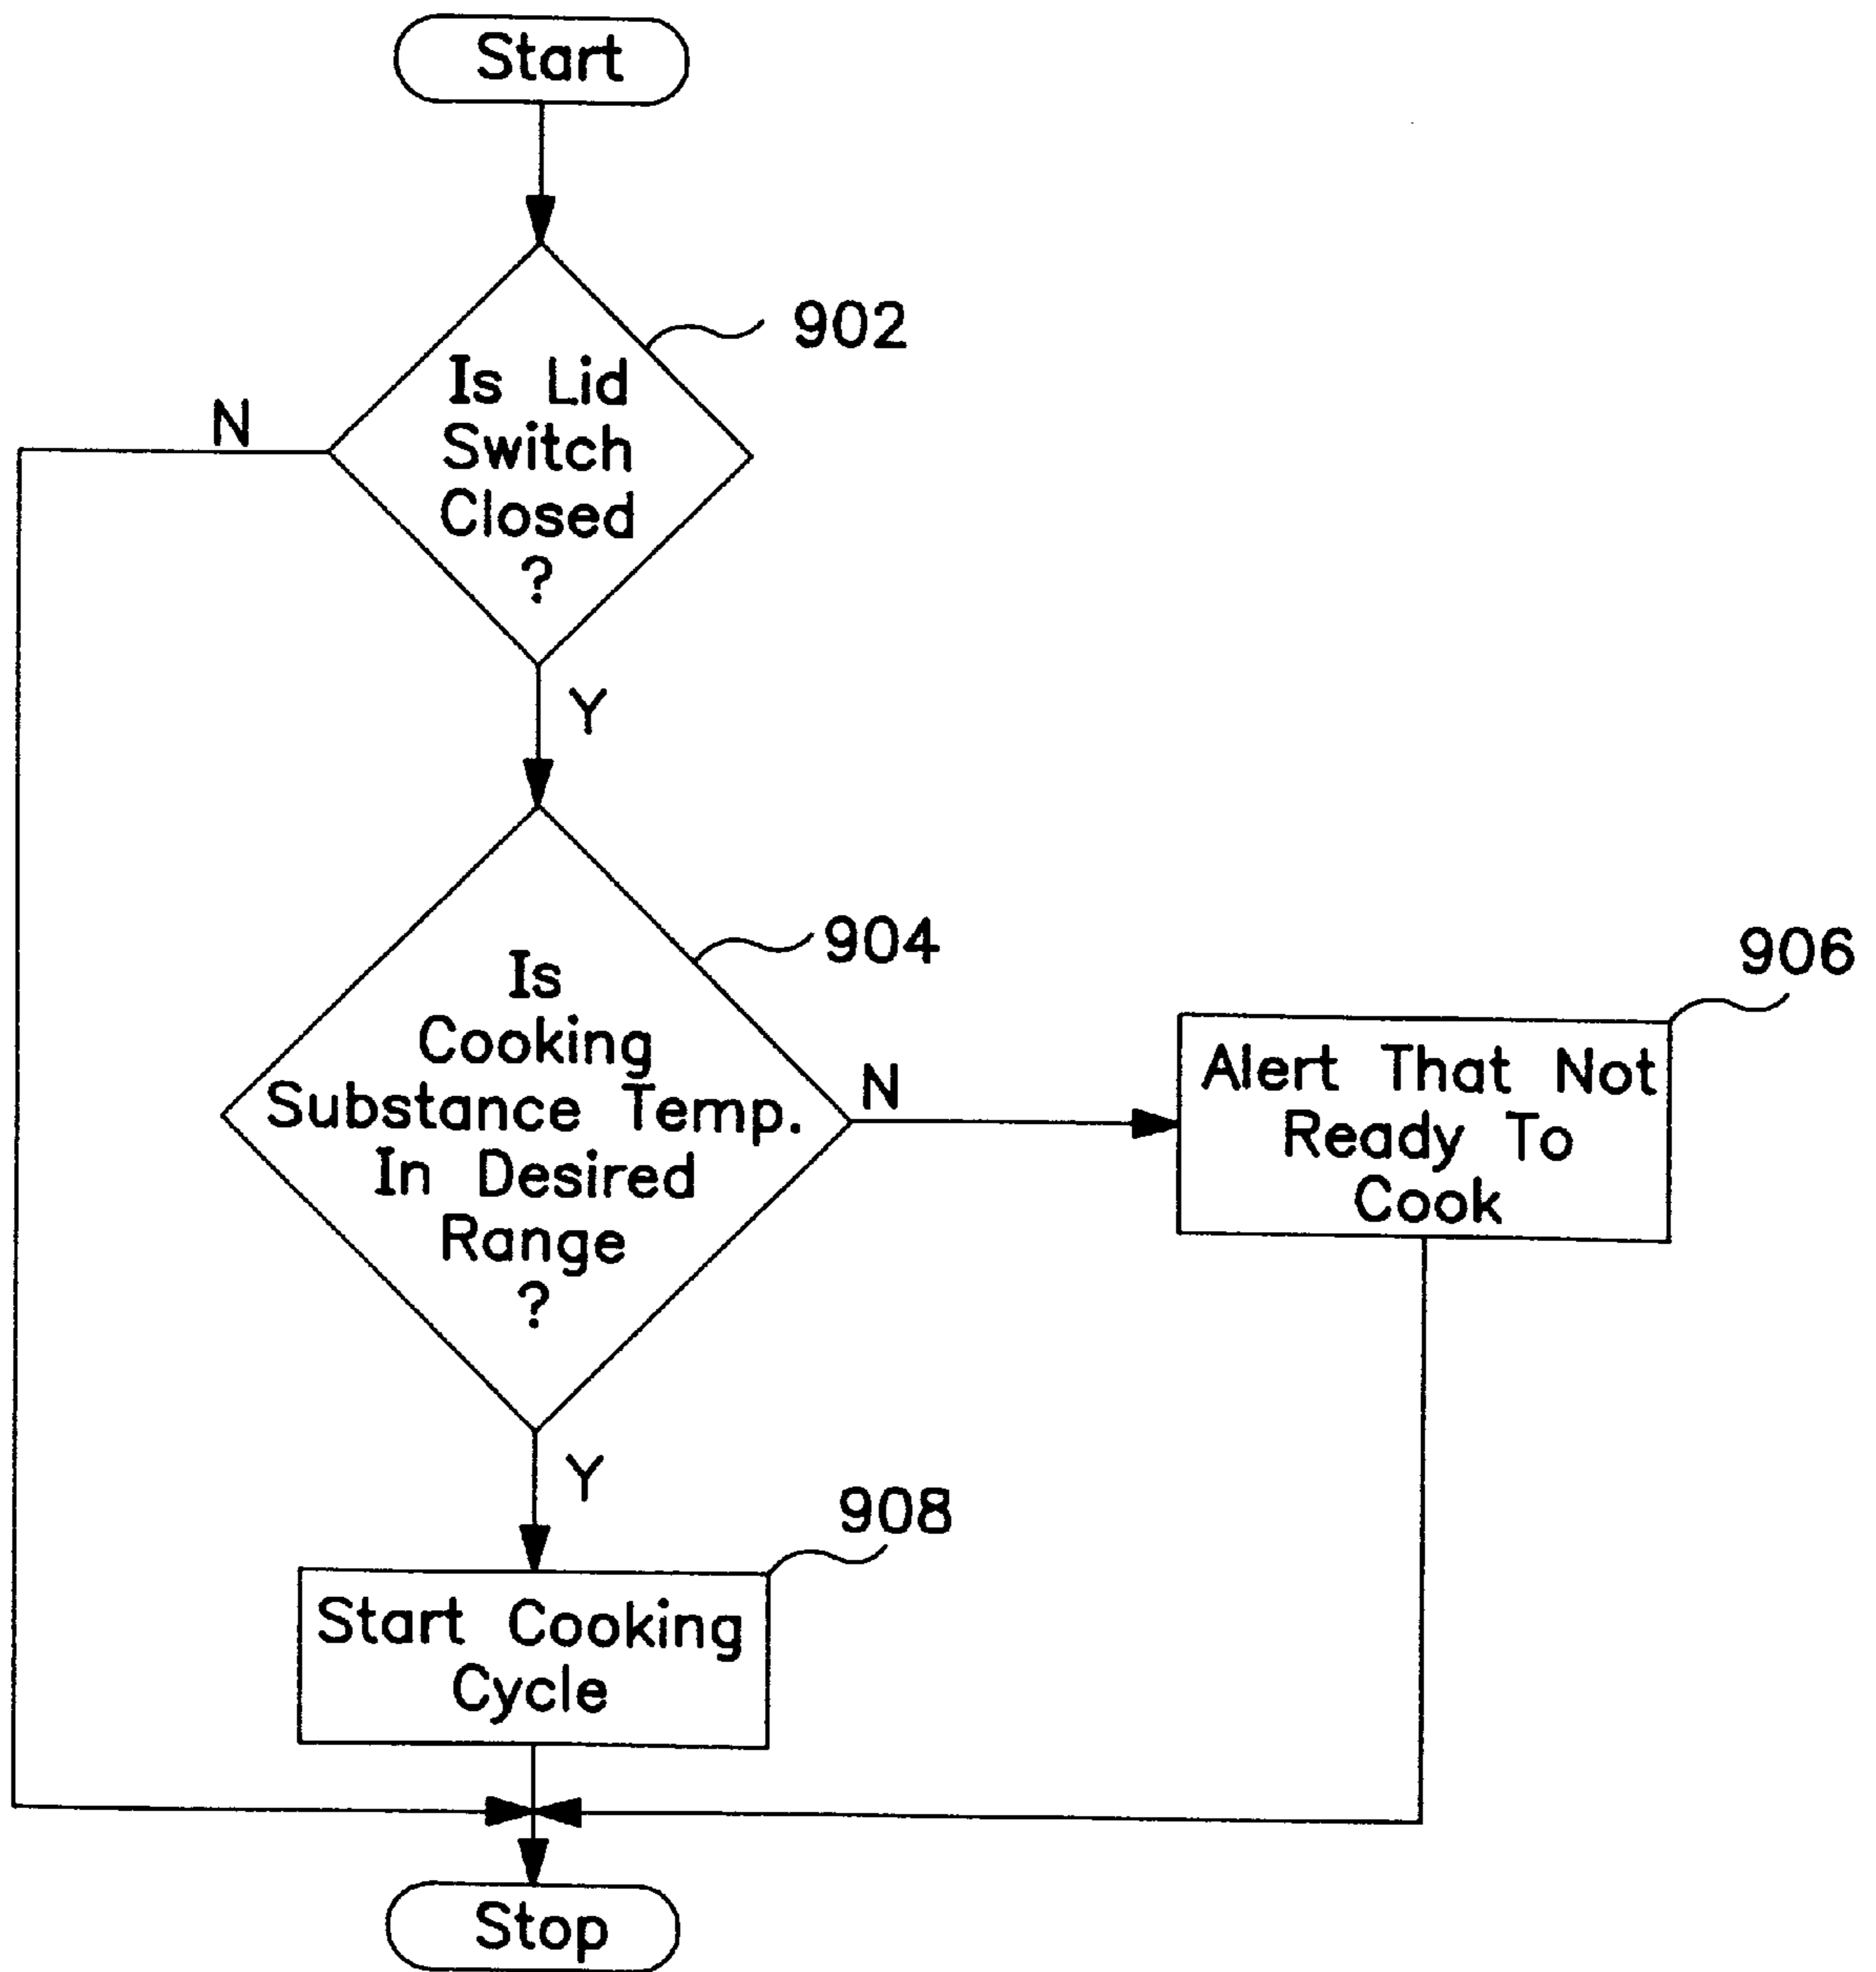 Start
902
Is Lid
Switch
Closed
?
N
Y
904
Is
Cooking
Substance Temp.
In Desired
Range
?
N
906
Alert That Not
Ready To
Cook
Y
908
Start Cooking
Cycle
Stop